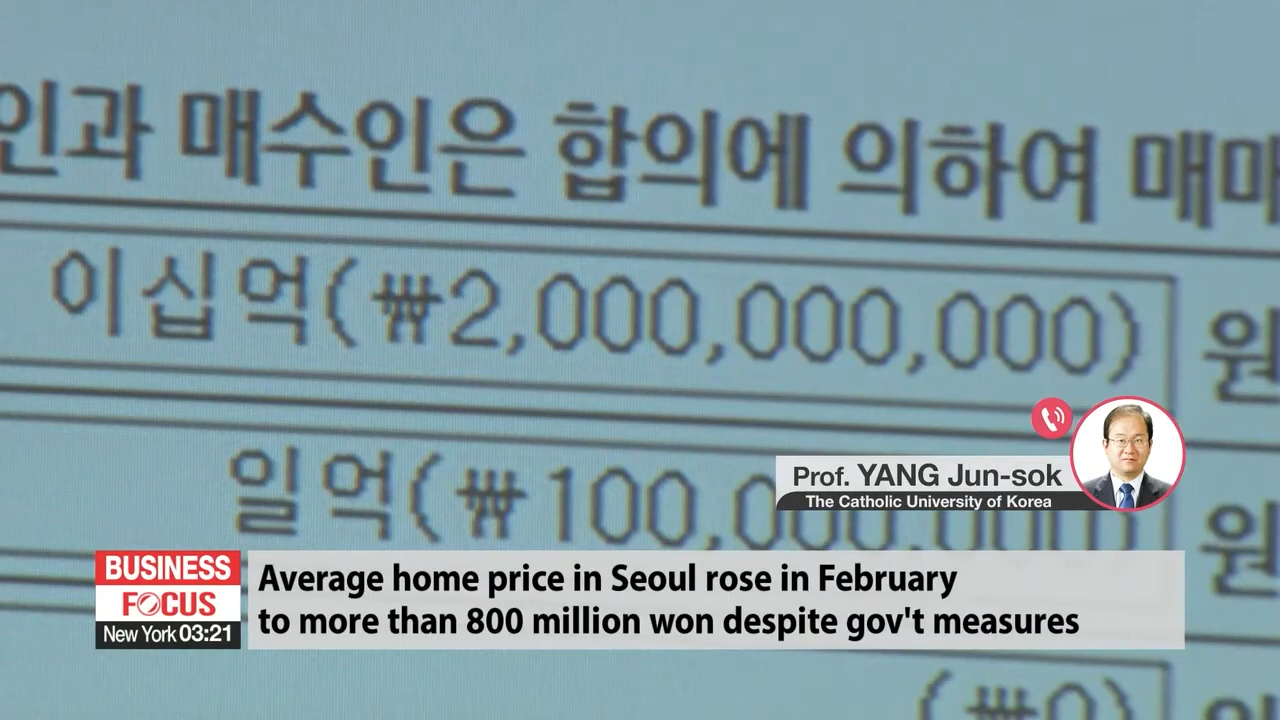 인과 매수인은 합의에 의하여 매매
이십억(₩2,000,000,000) 원
Prof. YANG Jun-sok
The Catholic University of Korea
일억(₩100,000,000) 원
BUSINESS
FOCUS
New York 03:21
Average home price in Seoul rose in February
to more than 800 million won despite gov't measures
(₩0)